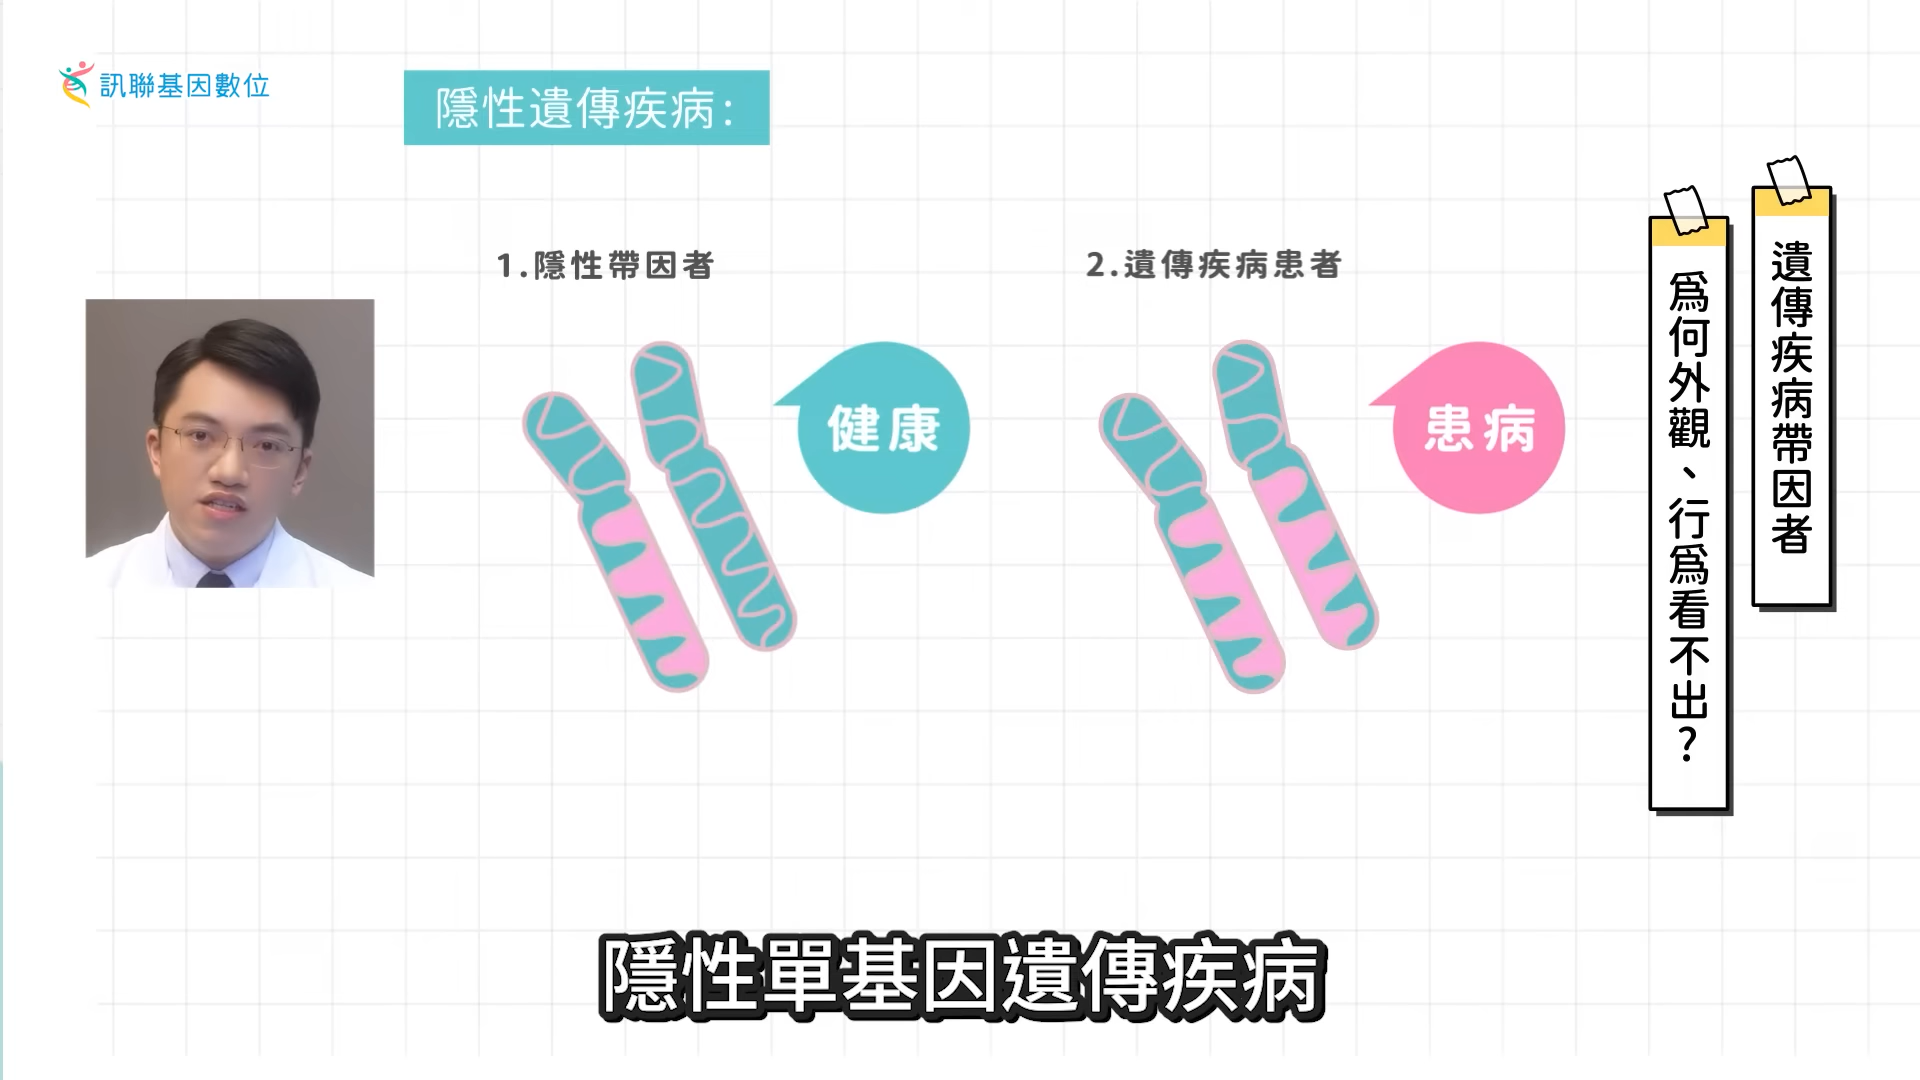 訊聯基因數位
隱性遺傳疾病:
1.隱性帶因者
2.遺傳疾病患者
健康
患病
遺傳疾病帶因者
為何外觀、行為看不出?
隱性單基因遺傳疾病